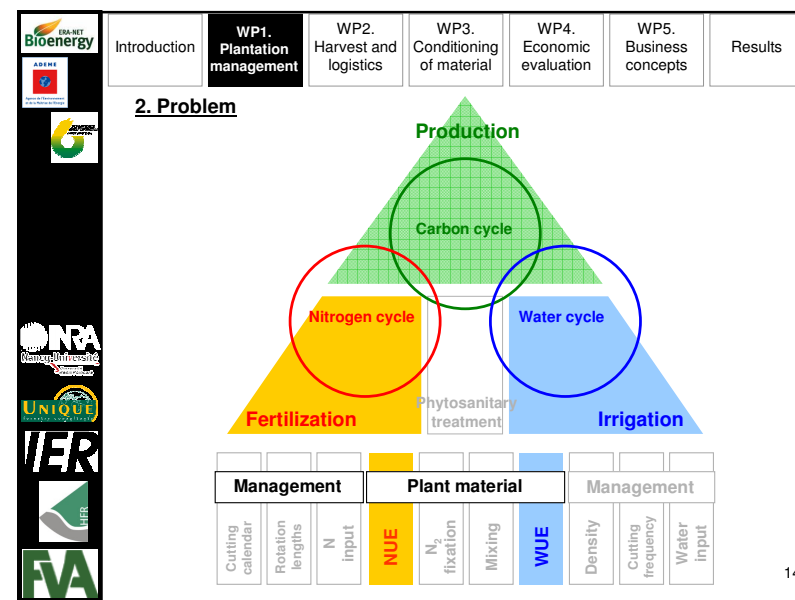 ERA-NET
Bioenergy
ADEME
Introduction
WP1.
Plantation
management
WP2.
Harvest and
logistics
WP3.
Conditioning
of material
WP4.
Economic
evaluation
WP5.
Business
concepts
Results
2. Problem
Production
Carbon cycle
Nitrogen cycle
Water cycle
Phytosanitary
treatment
Fertilization
Irrigation
INRA
Nancy-Université
UNIQUE
IER
HFR
FVA
Management
Plant material
Management
Cutting
calendar
Rotation
lengths
N
input
NUE
N2
fixation
Mixing
WUE
Density
Cutting
frequency
Water
input
14